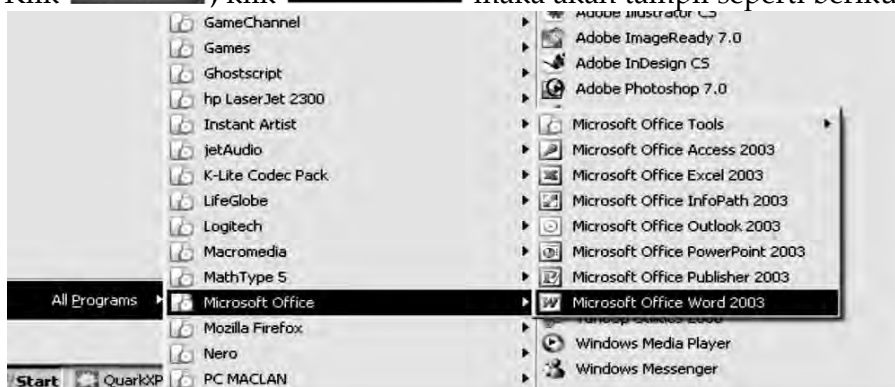 , klik maka akan tampil seperti
GameChannel
Games
Ghostscript
hp LaserJet 2300
Instant Artist
jetAudio
K-Lite Codec Pack
LifeGlobe
Logitech
Macromedia
MathType 5
All Programs
Microsoft Office
Mozilla Firefox
Nero
PC MACLAN
Start
QuarkXP
Adobe Illustrator CS
Adobe ImageReady 7.0
Adobe InDesign CS
Adobe Photoshop 7.0
Microsoft Office Tools
Microsoft Office Access 2003
Microsoft Office Excel 2003
Microsoft Office InfoPath 2003
Microsoft Office Outlook 2003
Microsoft Office PowerPoint 2003
Microsoft Office Publisher 2003
Microsoft Office Word 2003
Windows Media Player
Windows Messenger